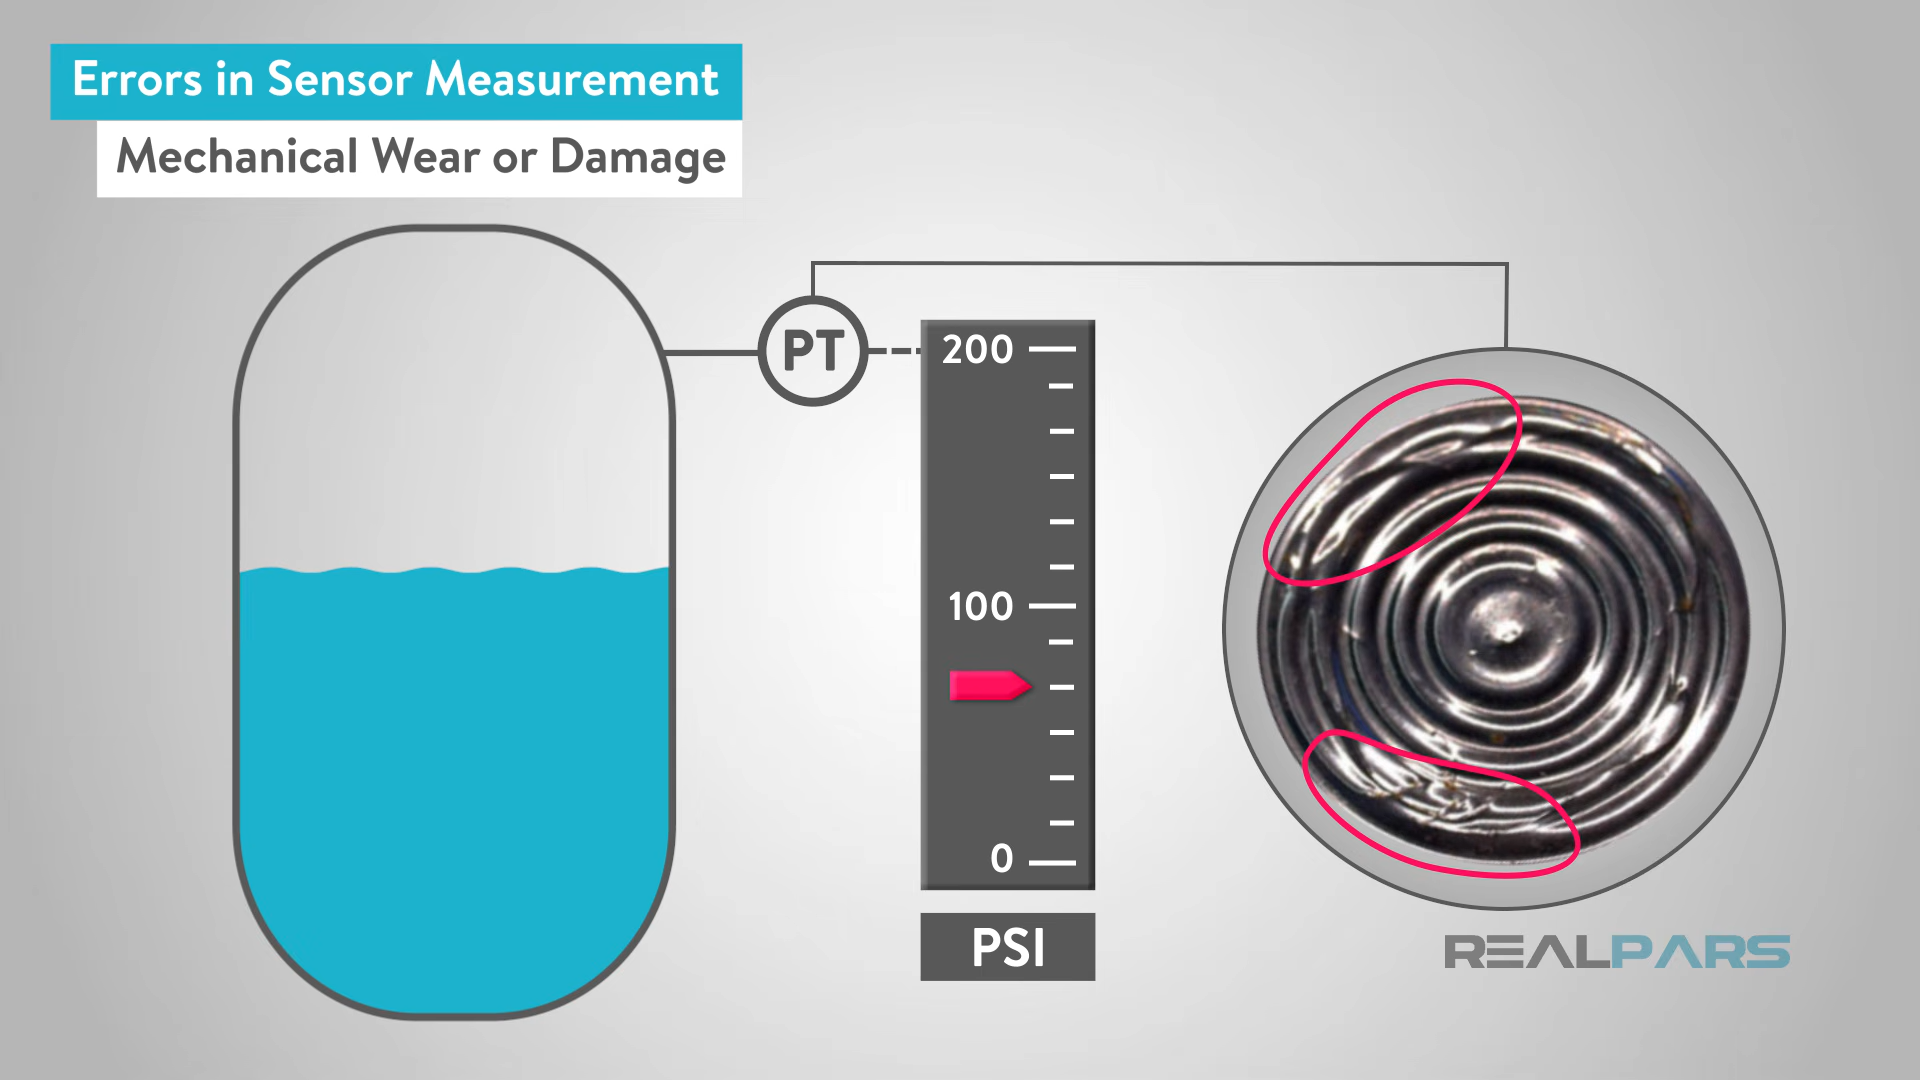 Errors in Sensor Measurement
Mechanical Wear or Damage
PT
200
100
0
PSI
REALPARS